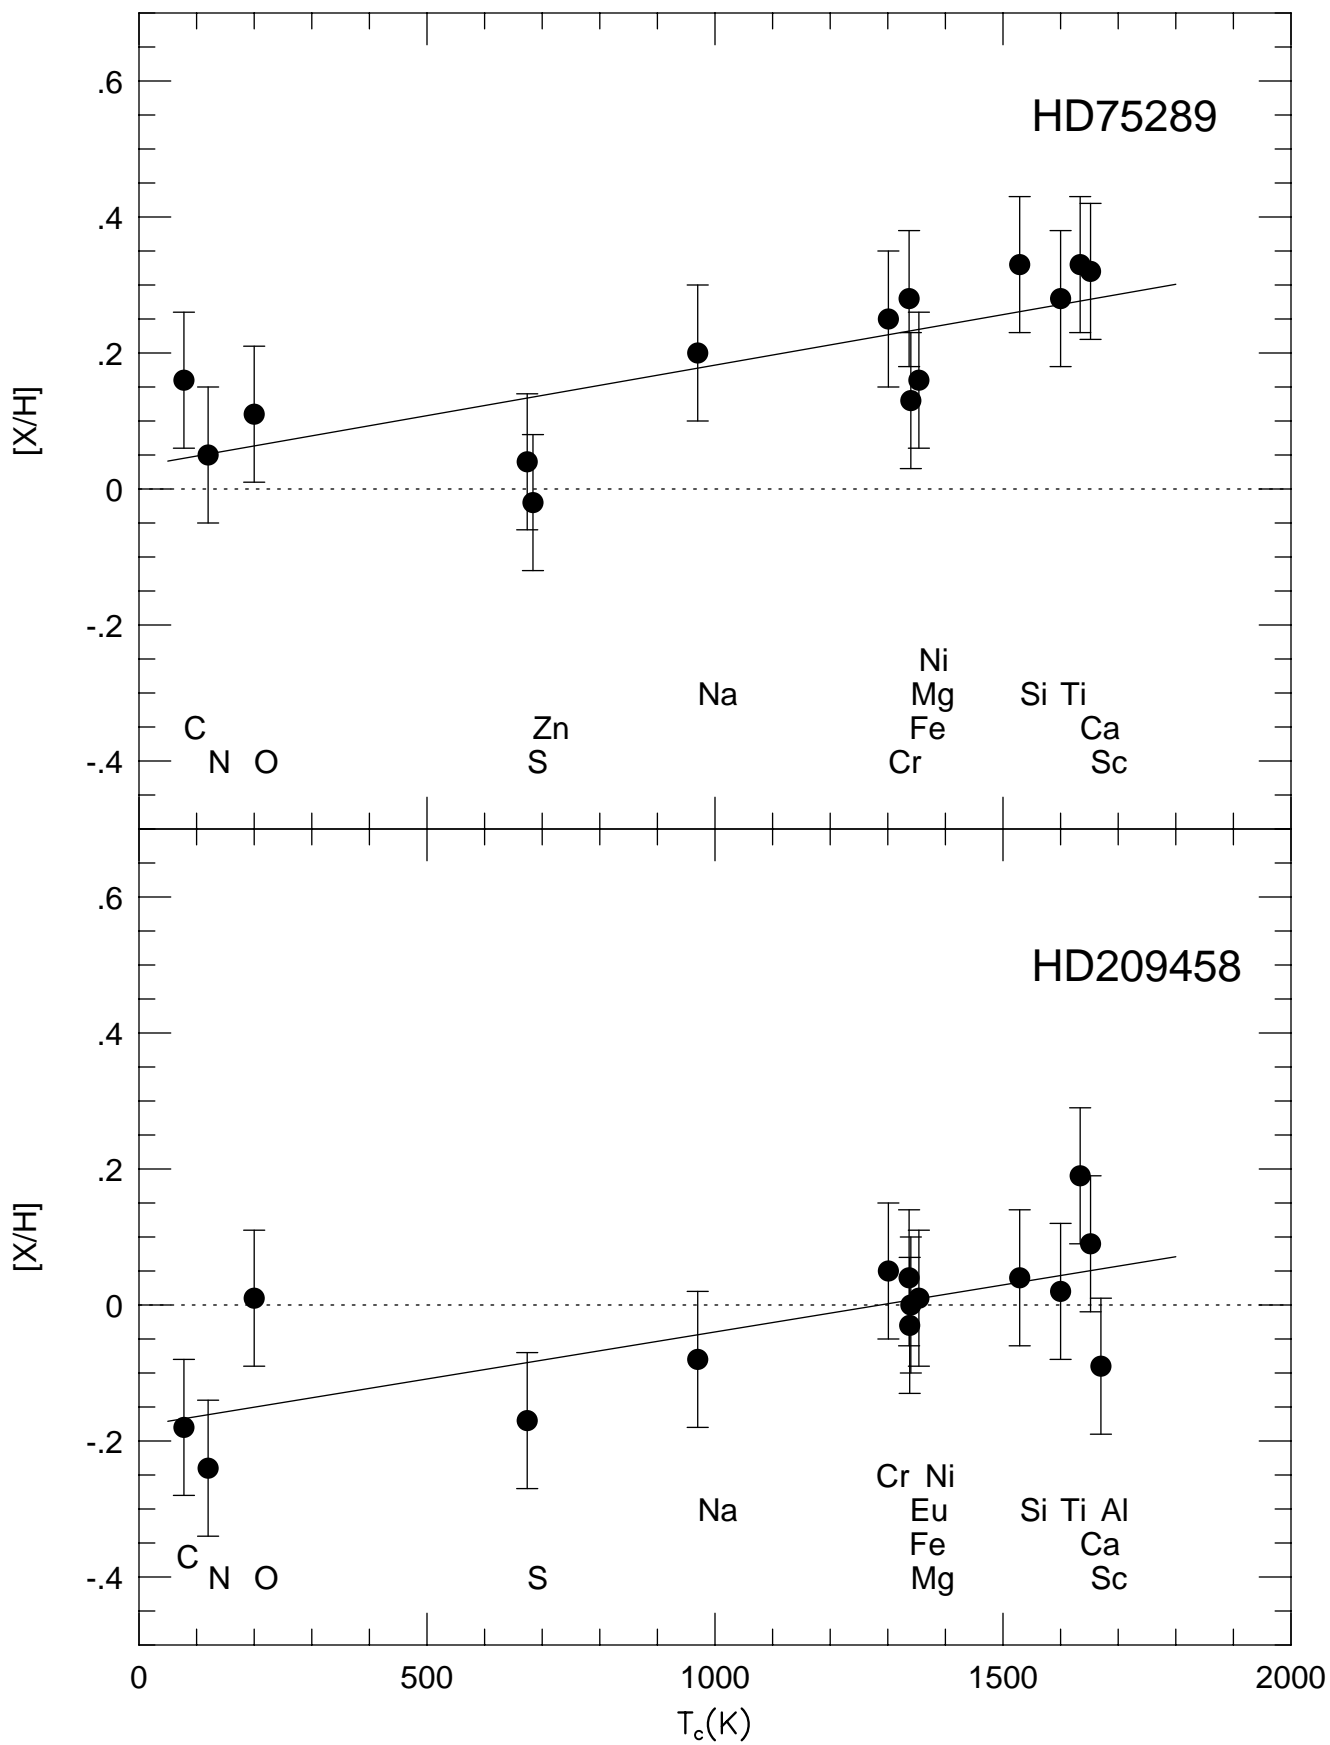 .6
HD75289
.4
.2
[X/H]
0
-.2
Ni
Na Mg Si Ti
C Zn Fe Ca
N O S Cr Sc
-.4
.6
HD209458
.4
.2
[X/H]
0
-.2
Cr Ni
Na Eu Si Ti Al
C Fe Ca
N O S Mg Sc
-.4
0 500 1000 1500 2000
Tc(K)